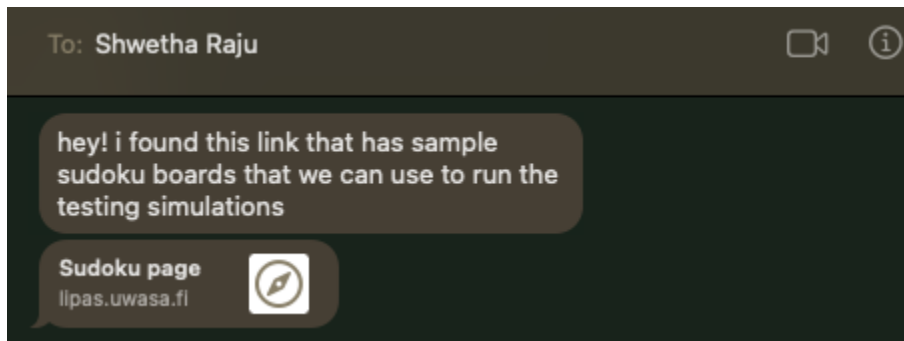 To: Shwetha Raju
hey! i found this link that has sample
sudoku boards that we can use to run the
testing simulations
Sudoku page
lipas.uwasa.fi